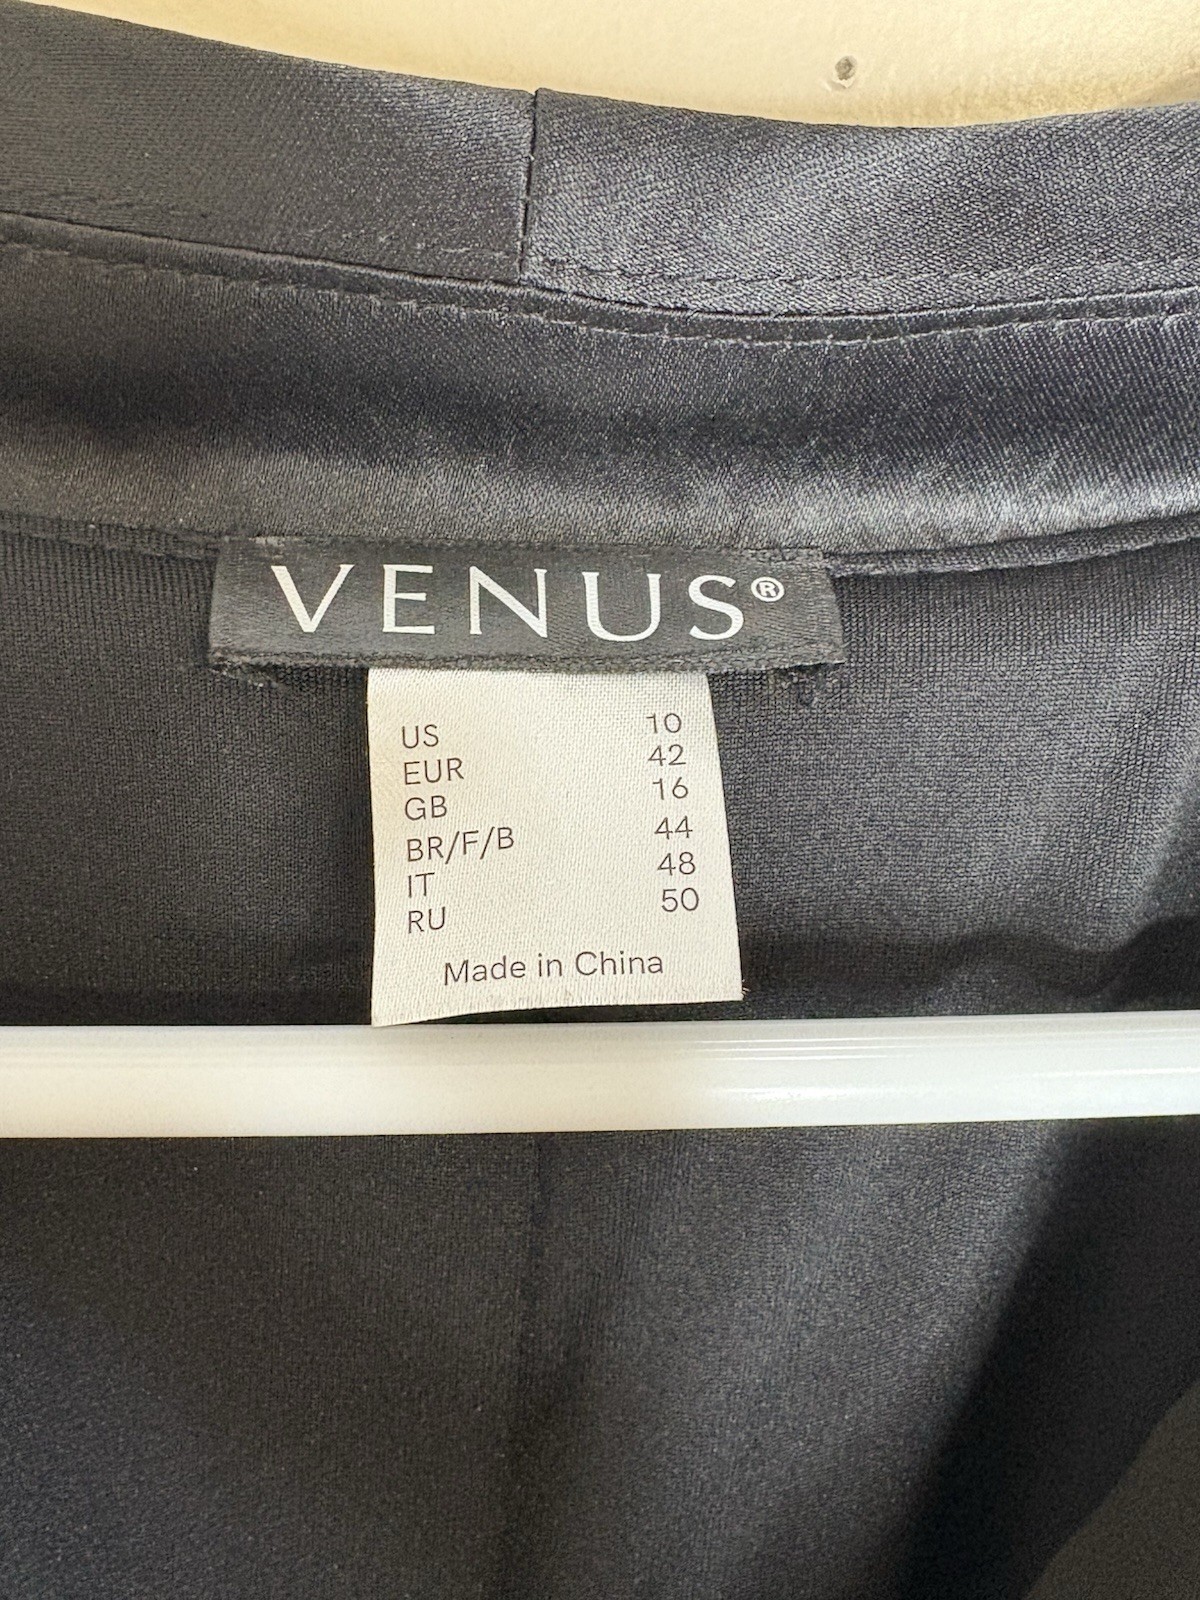 VENUS®
US 10
EUR 42
GB 16
BR/F/B 44
IT 48
RU 50
Made in China